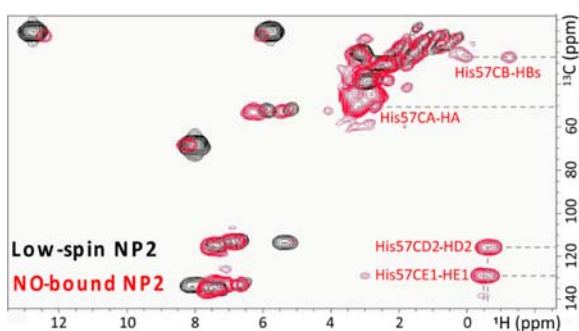 His57CB-HBs
His57CA-HA
Low-spin NP2
His57CD2-HD2
NO-bound NP2
His57CE1-HE1
¹³C (ppm)
60
80
100
120
140
12
10
8
6
4
2
0
¹H (ppm)